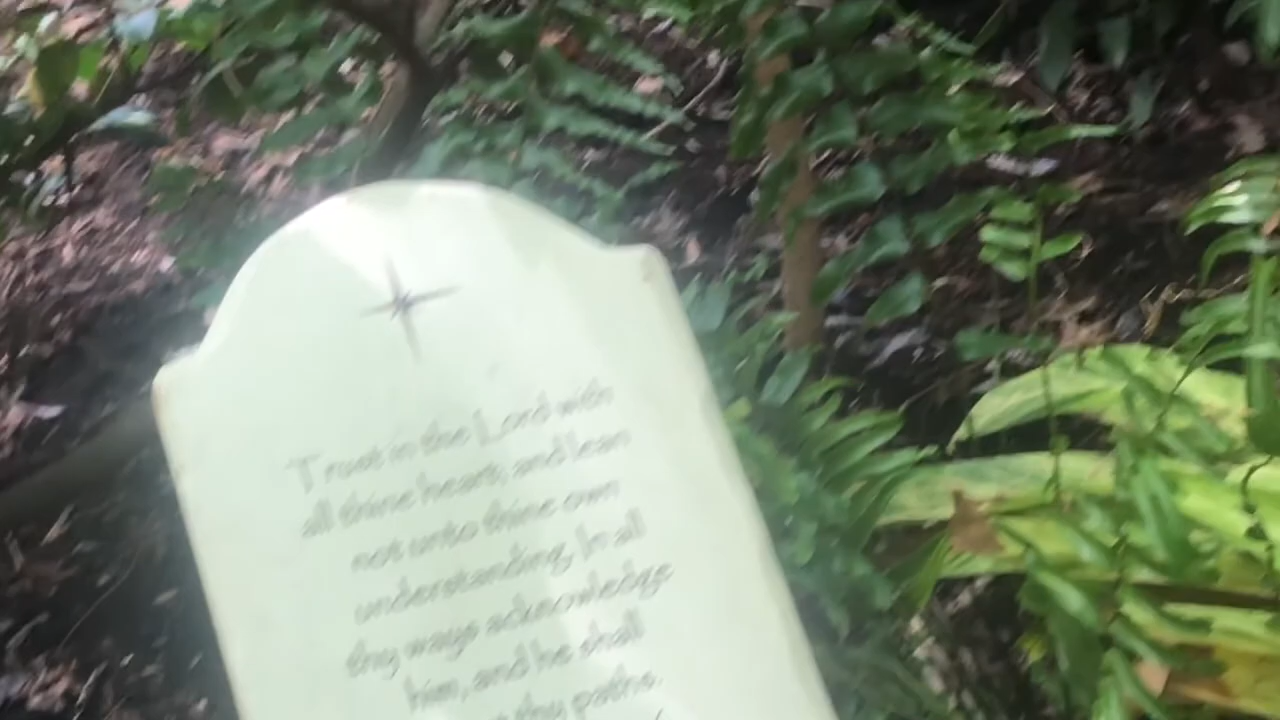 Trust in the Lord with
all thine heart, and lean
not unto thine own
understanding. In all
thy ways acknowledge
him, and he shall
thy paths.